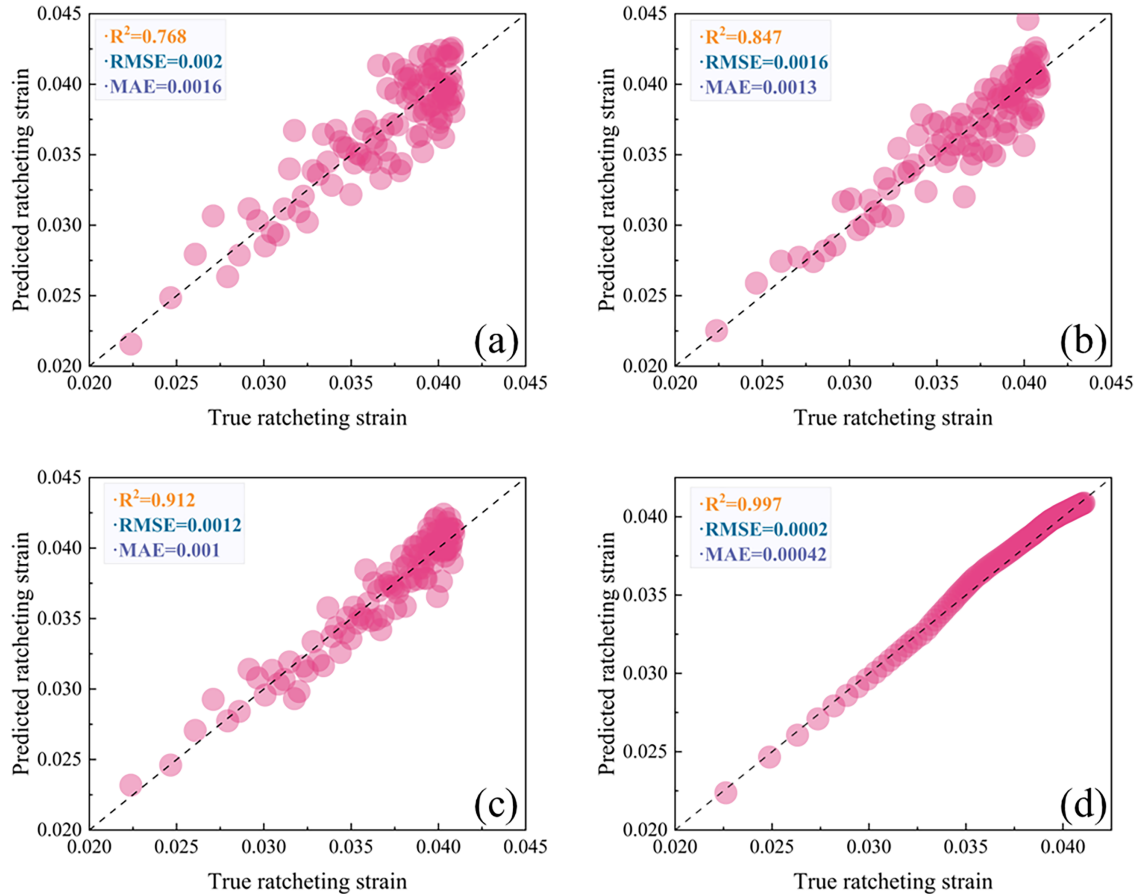 0.045
0.040
0.035
0.030
0.025
0.020
Predicted ratcheting strain
·R²=0.768
·RMSE=0.002
·MAE=0.0016
(a)
0.020 0.025 0.030 0.035 0.040 0.045
True ratcheting strain
0.045
0.040
0.035
0.030
0.025
0.020
Predicted ratcheting strain
·R²=0.847
·RMSE=0.0016
·MAE=0.0013
(b)
0.020 0.025 0.030 0.035 0.040 0.045
True ratcheting strain
0.045
0.040
0.035
0.030
0.025
0.020
Predicted ratcheting strain
·R²=0.912
·RMSE=0.0012
·MAE=0.001
(c)
0.020 0.025 0.030 0.035 0.040 0.045
True ratcheting strain
0.040
0.035
0.030
0.025
0.020
Predicted ratcheting strain
·R²=0.997
·RMSE=0.0002
·MAE=0.00042
(d)
0.020 0.025 0.030 0.035 0.040
True ratcheting strain